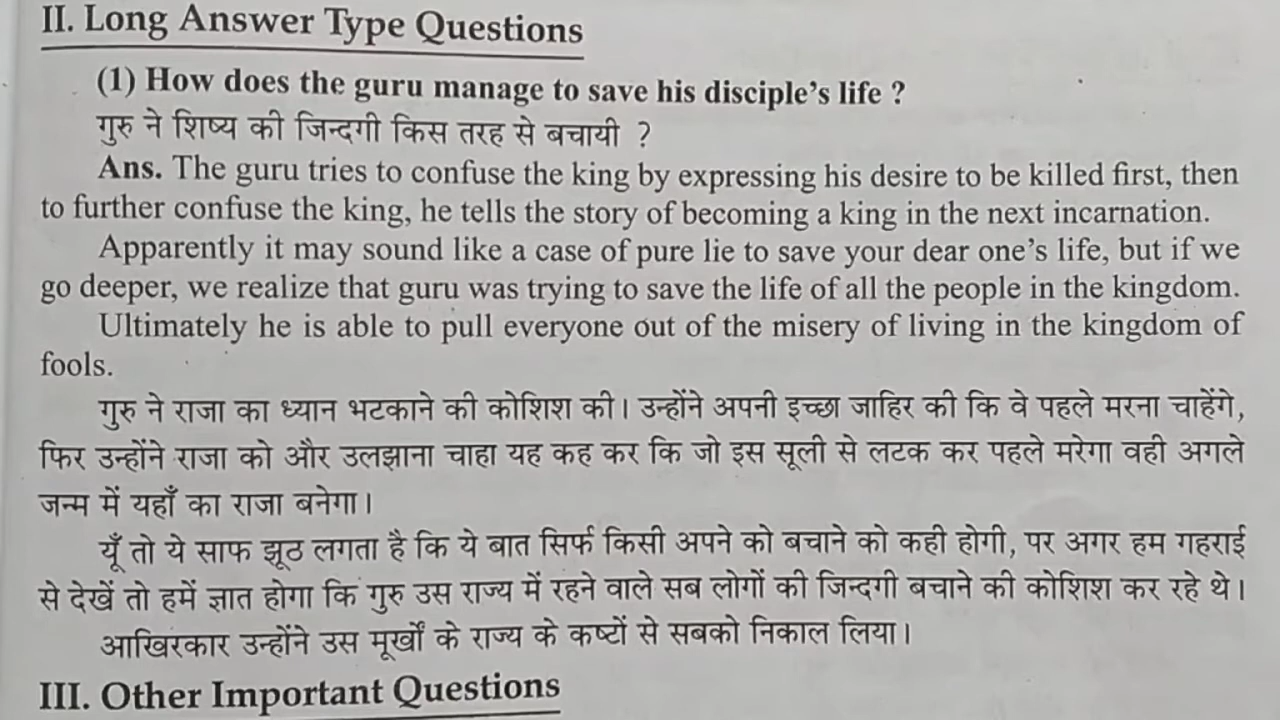 II. Long Answer Type Questions
(1) How does the guru manage to save his disciple's life ?
गुरु ने शिष्य की जिन्दगी किस तरह से बचायी ?
Ans. The guru tries to confuse the king by expressing his desire to be killed first, then
to further confuse the king, he tells the story of becoming a king in the next incarnation.
Apparently it may sound like a case of pure lie to save your dear one's life, but if we
go deeper, we realize that guru was trying to save the life of all the people in the kingdom.
Ultimately he is able to pull everyone out of the misery of living in the kingdom of
fools.
गुरु ने राजा का ध्यान भटकाने की कोशिश की। उन्होंने अपनी इच्छा जाहिर की कि वे पहले मरना चाहेंगे,
फिर उन्होंने राजा को और उलझाना चाहा यह कह कर कि जो इस सूली से लटक कर पहले मरेगा वही अगले
जन्म में यहाँ का राजा बनेगा।
यूँ तो ये साफ झूठ लगता है कि ये बात सिर्फ किसी अपने को बचाने को कही होगी, पर अगर हम गहराई
से देखें तो हमें ज्ञात होगा कि गुरु उस राज्य में रहने वाले सब लोगों की जिन्दगी बचाने की कोशिश कर रहे थे।
आखिरकार उन्होंने उस मूर्खों के राज्य के कष्टों से सबको निकाल लिया।
III. Other Important Questions